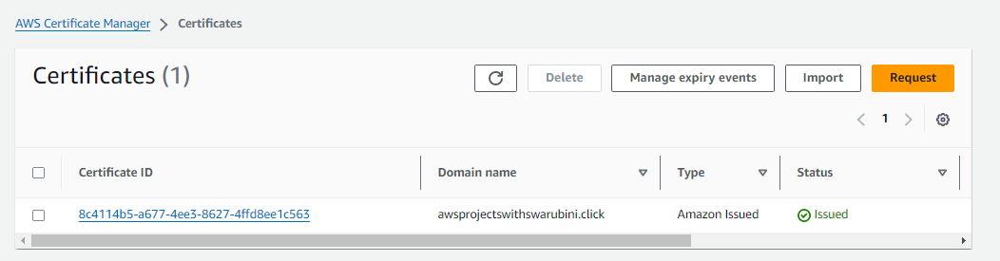 AWS Certificate Manager Certificates
Certificates (1) Delete Manage expiry events Import Request
1
Certificate ID Domain name Type Status
8c4114b5-a677-4ee3-8627-4ffd8ee1c563 awsprojectswithswarubini.click Amazon Issued Issued